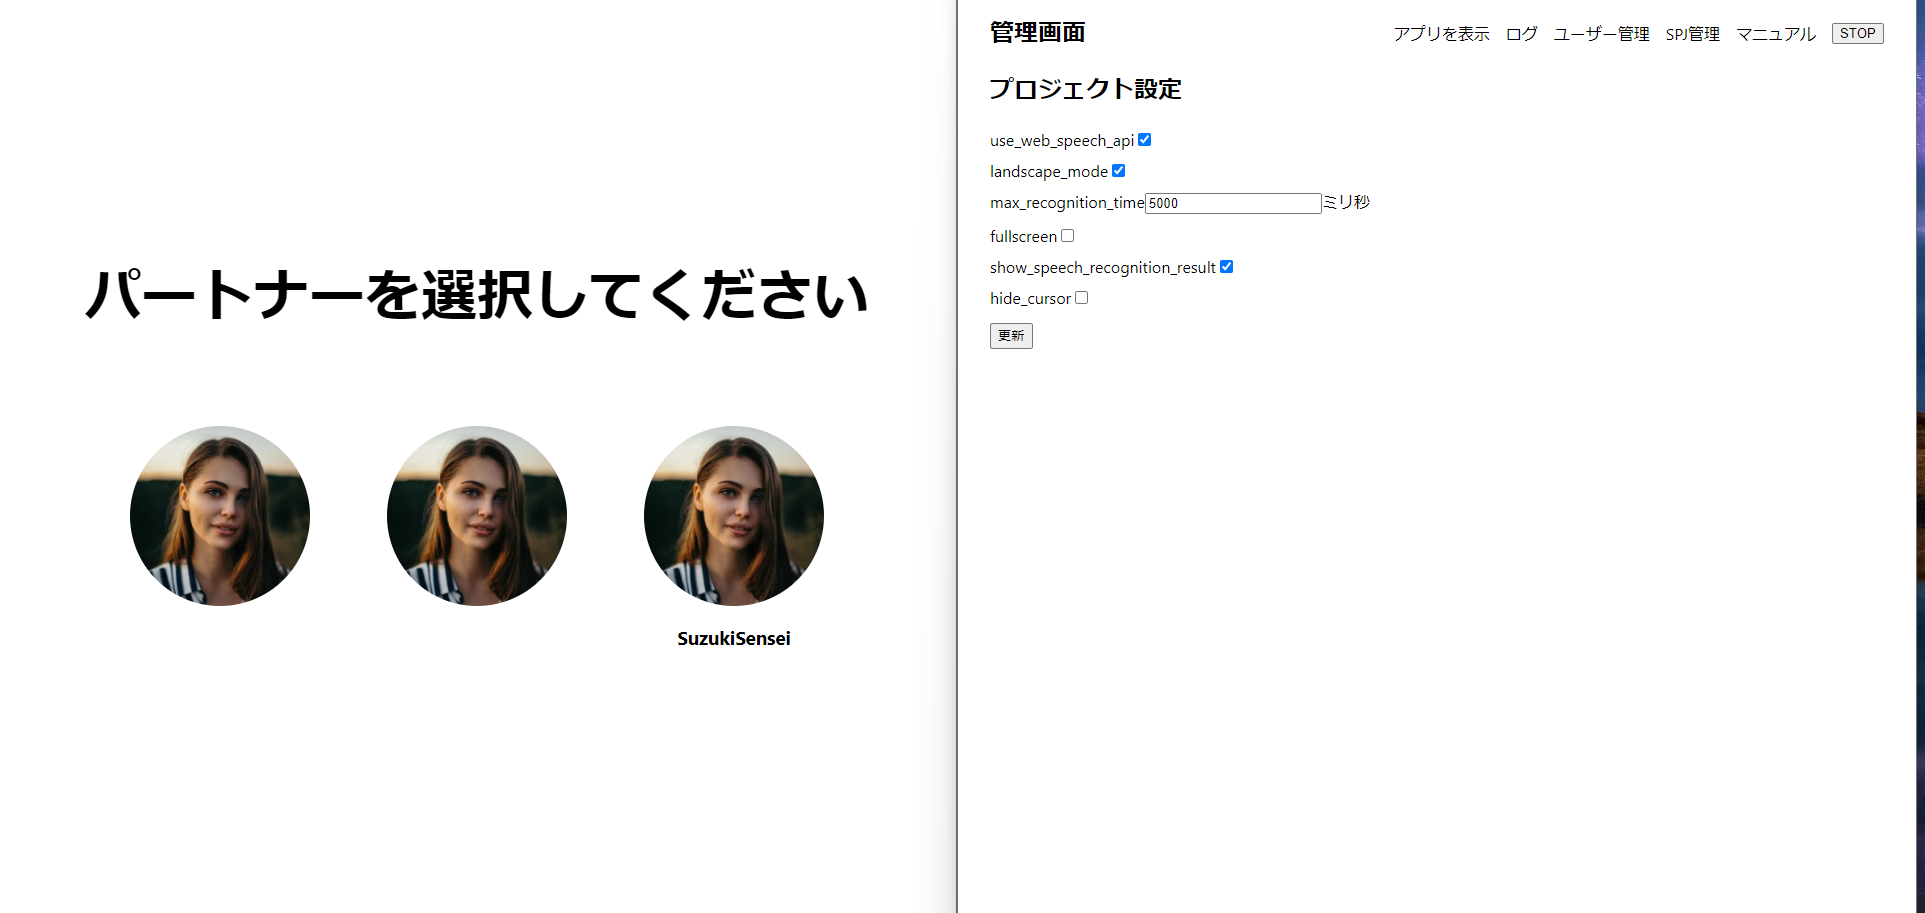 パートナーを選択してください
SuzukiSensei
管理画面
アプリを表示 ログ ユーザー管理 SPJ管理 マニュアル STOP
プロジェクト設定
use_web_speech_api
landscape_mode
max_recognition_time 5000 ミリ秒
fullscreen
show_speech_recognition_result
hide_cursor
更新